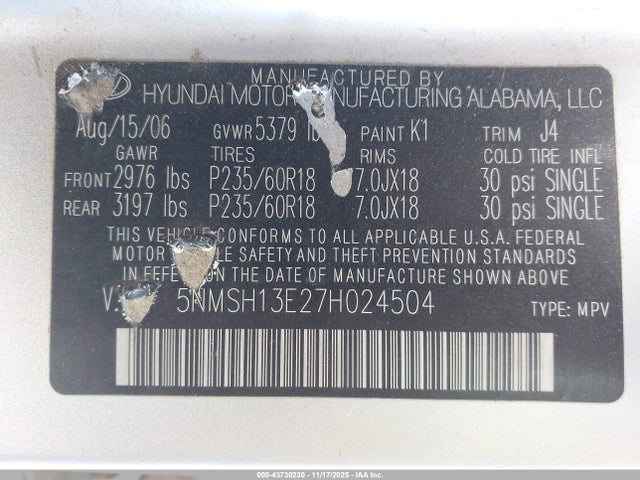 MANUFACTURED BY
HYUNDAI MOTOR MANUFACTURING ALABAMA, LLC
Aug/15/06 GVWR 5379 lb PAINT K1 TRIM J4
GAWR TIRES RIMS COLD TIRE INFL
FRONT 2976 lbs P235/60R18 7.0JX18 30 psi SINGLE
REAR 3197 lbs P235/60R18 7.0JX18 30 psi SINGLE
THIS VEHICLE CONFORMS TO ALL APPLICABLE U.S.A. FEDERAL
MOTOR VEHICLE SAFETY AND THEFT PREVENTION STANDARDS
IN EFFECT ON THE DATE OF MANUFACTURE SHOWN ABOVE.
V. 5NMSH13E27H024504 TYPE: MPV
000-43730230 - 11/17/2025 - IAA Inc.